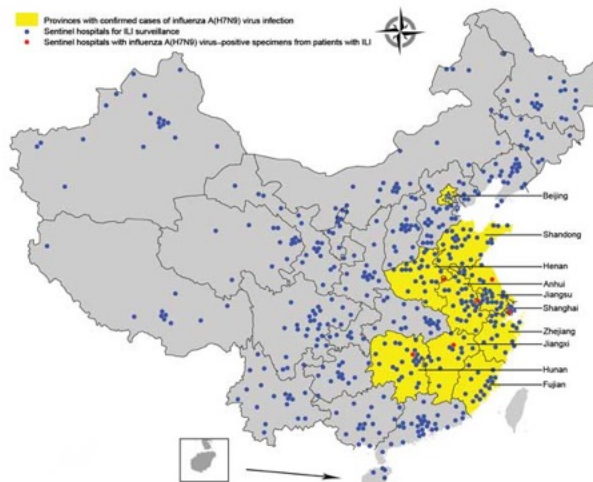 Provinces with confirmed cases of influenza A(H7N9) virus infection
Sentinel hospitals for ILI surveillance
Sentinel hospitals with influenza A(H7N9) virus–positive specimens from patients with ILI
Beijing
Shandong
Henan
Anhui
Jiangsu
Shanghai
Zhejiang
Jiangxi
Hunan
Fujian